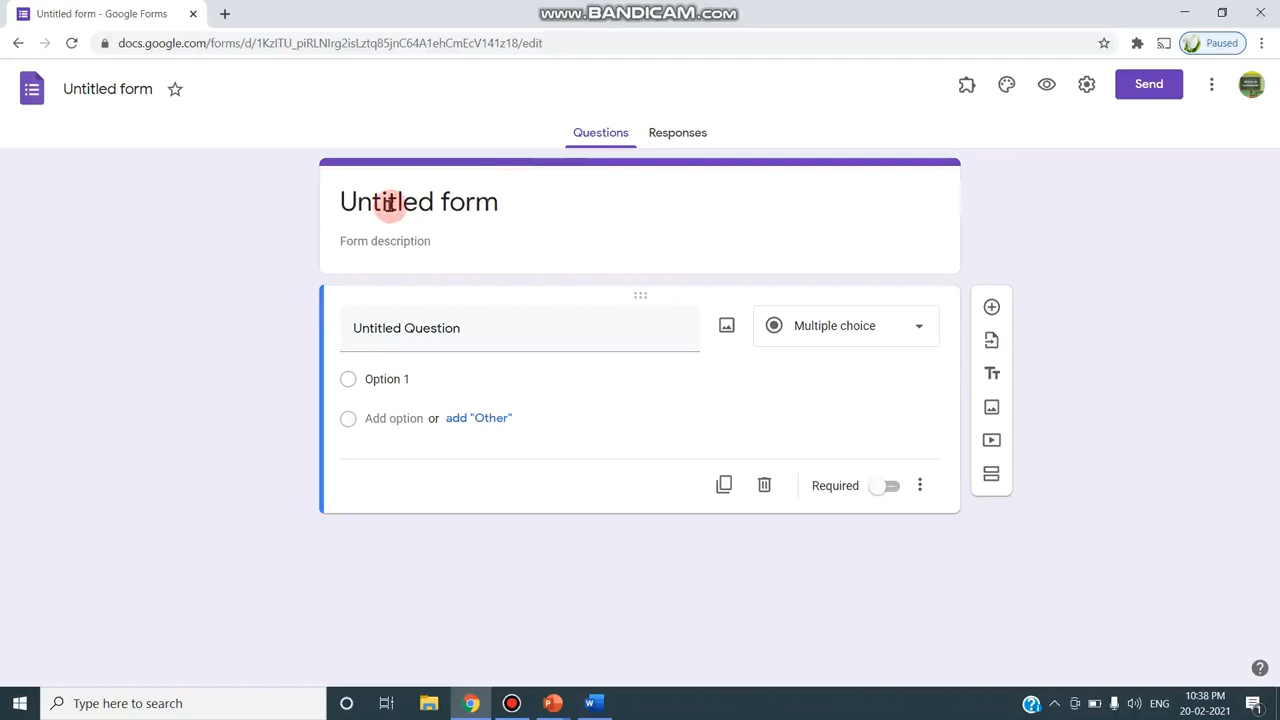 Untitled form - Google Forms
www.BANDICAM.com
docs.google.com/forms/d/1KzITU_piRLNIrg2isLztq85jnC64A1ehCmEcV141z18/edit
Paused
Untitled form
Send
Questions
Responses
Untitled form
Form description
Untitled Question
Multiple choice
Option 1
Add option or add "Other"
Required
Type here to search
ENG
10:38 PM
20-02-2021